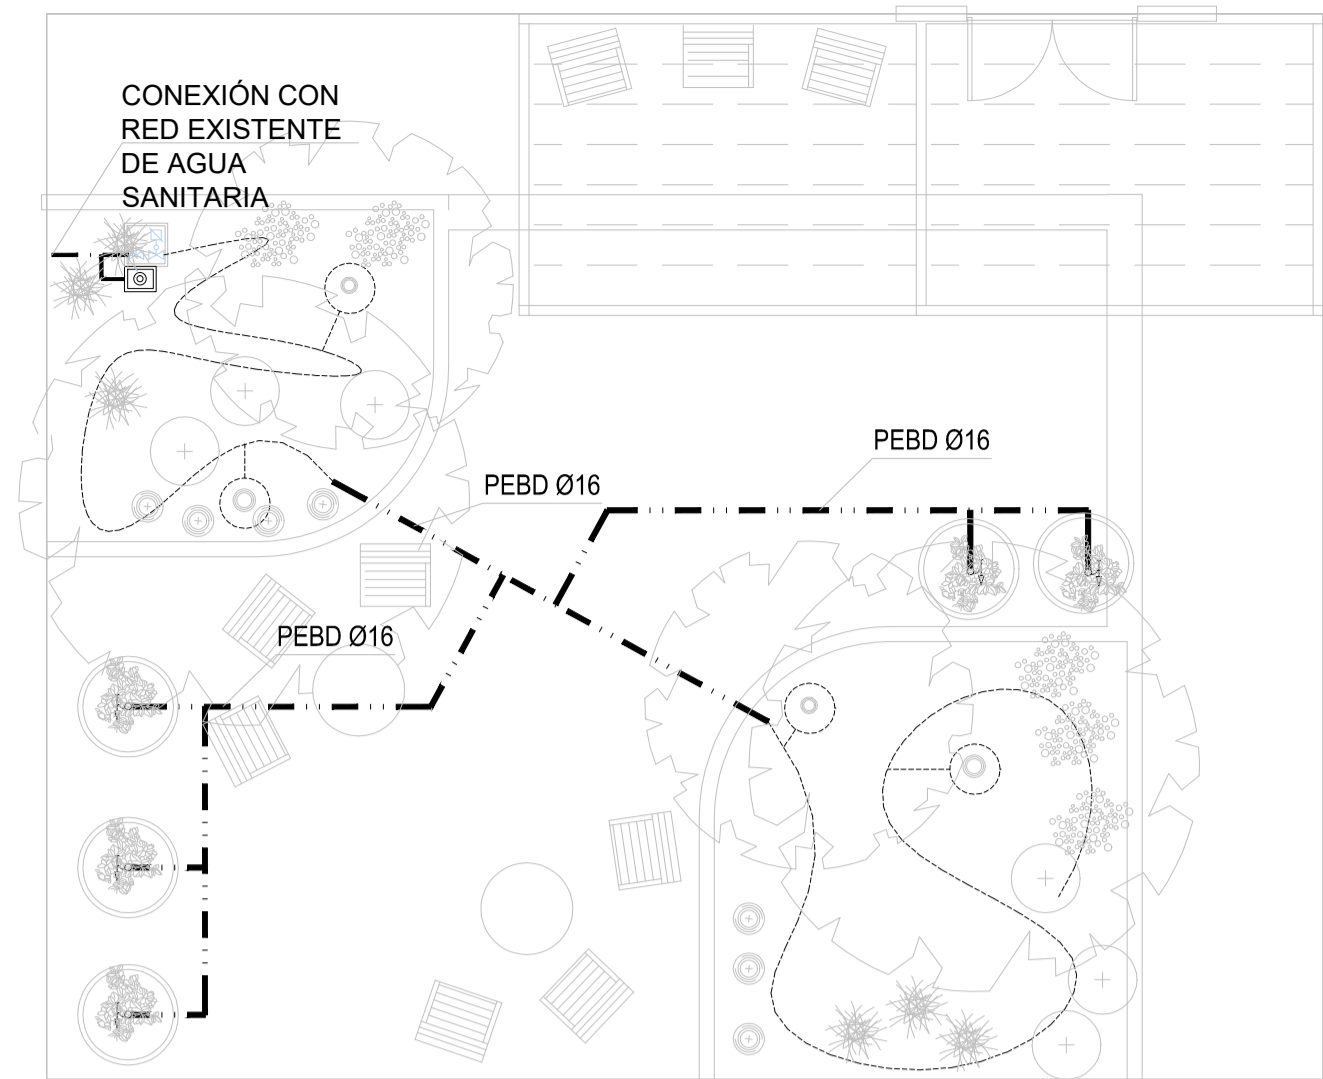 CONEXIÓN CON
RED EXISTENTE
DE AGUA
SANITARIA
PEBD Ø16
PEBD Ø16
PEBD Ø16